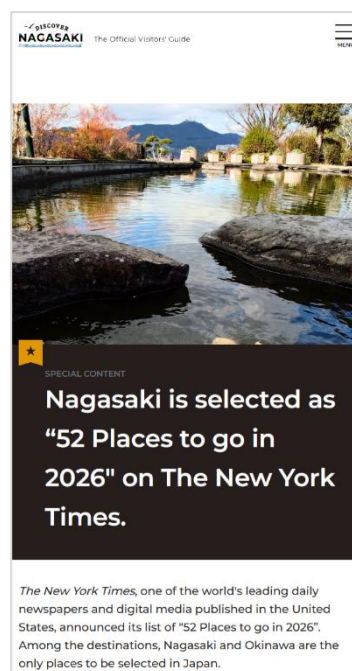 DISCOVER
NAGASAKI
The Official Visitors' Guide
MENU
SPECIAL CONTENT
Nagasaki is selected as
“52 Places to go in
2026" on The New York
Times.
The New York Times, one of the world's leading daily
newspapers and digital media published in the United
States, announced its list of “52 Places to go in 2026”.
Among the destinations, Nagasaki and Okinawa are the
only places to be selected in Japan.